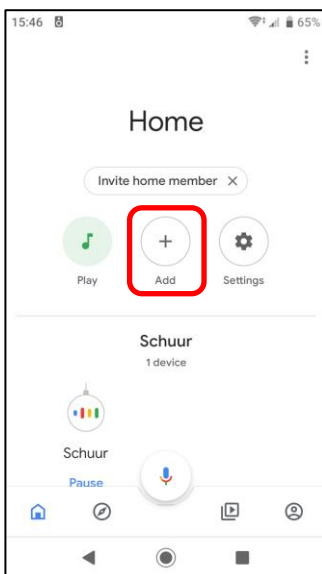 15:46 65%
Home
Invite home member
Play Add Settings
Schuur
1 device
Schuur
Pause